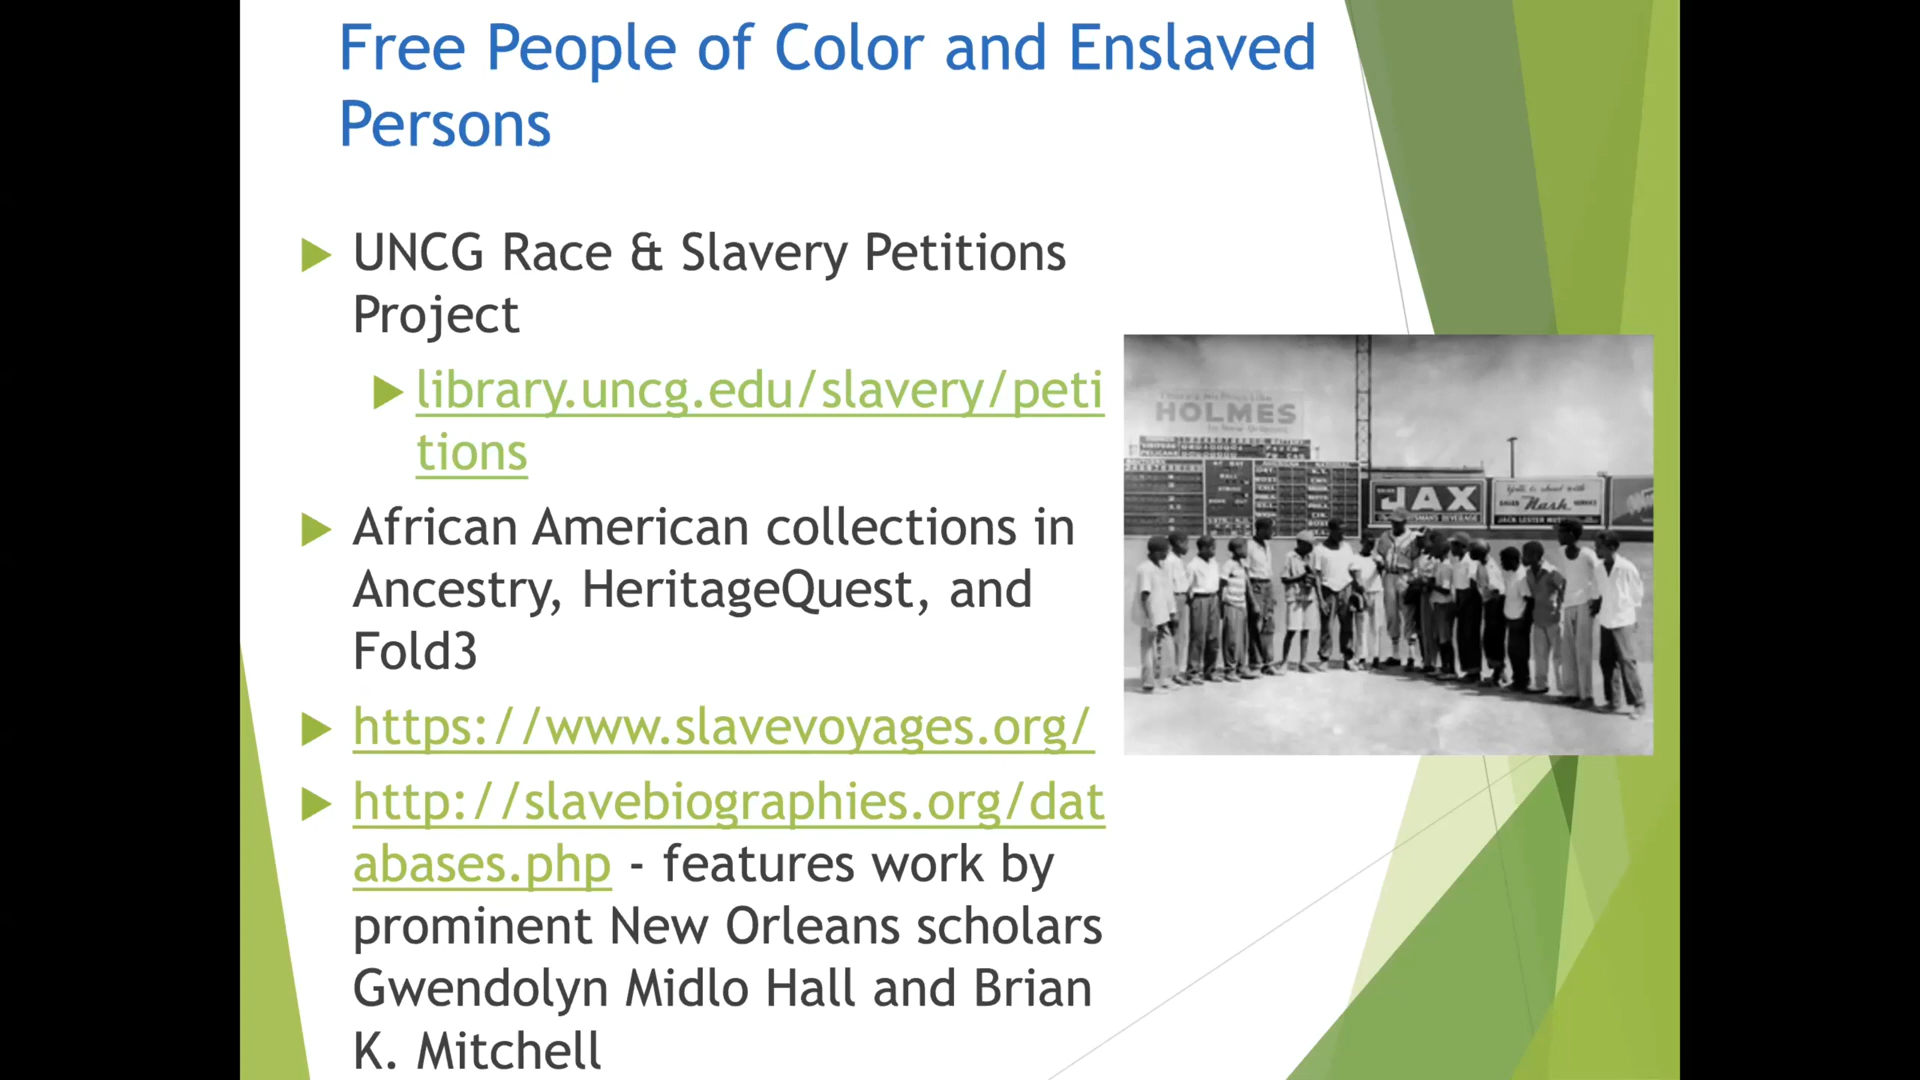 Free People of Color and Enslaved
Persons
UNCG Race & Slavery Petitions
Project
library.uncg.edu/slavery/peti
tions
African American collections in
Ancestry, HeritageQuest, and
Fold3
https://www.slavevoyages.org/
http://slavebiographies.org/dat
abases.php - features work by
prominent New Orleans scholars
Gwendolyn Midlo Hall and Brian
K. Mitchell
HOLMES
JAX
Nash